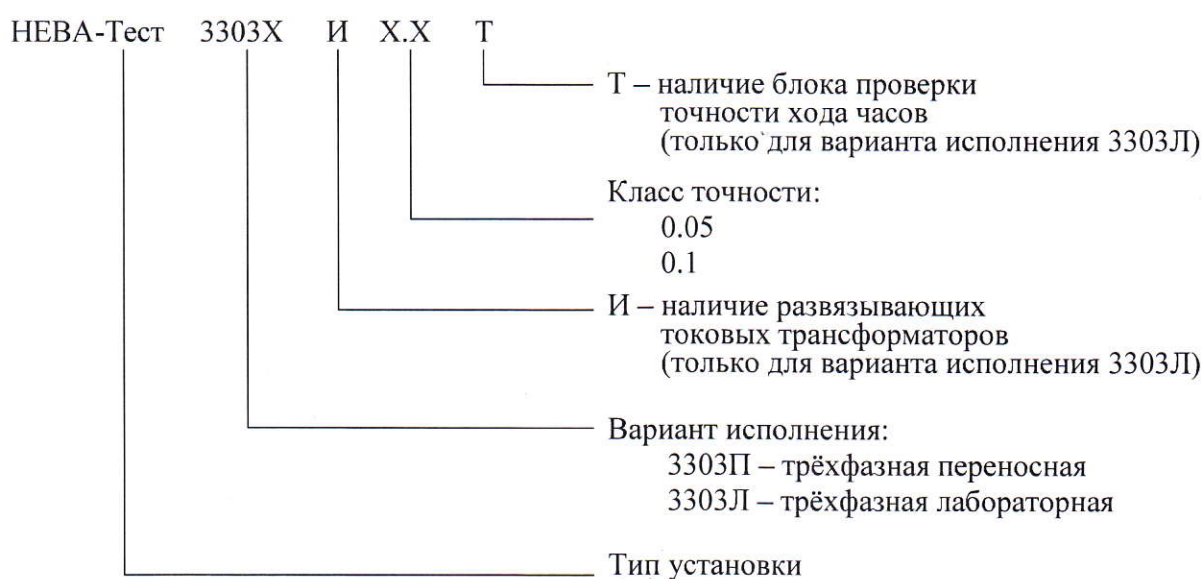 НЕВА-Тест 3303Х И Х.Х Т
Т – наличие блока проверки
точности хода часов
(только для варианта исполнения 3303Л)
Класс точности:
0.05
0.1
И – наличие развязывающих
токовых трансформаторов
(только для варианта исполнения 3303Л)
Вариант исполнения:
3303П – трёхфазная переносная
3303Л – трёхфазная лабораторная
Тип установки